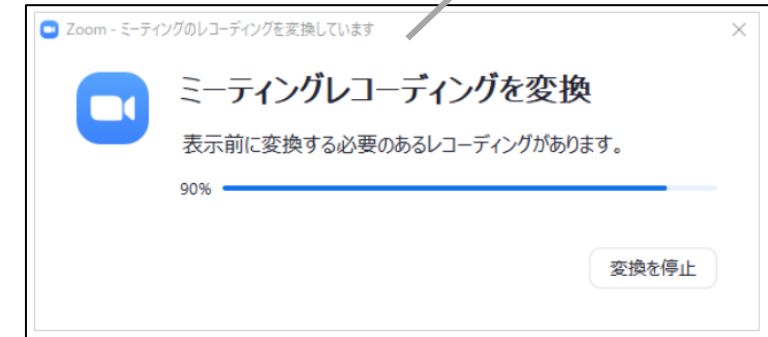 Zoom - ミーティングのレコーディングを変換しています
ミーティングレコーディングを変換
表示前に変換する必要のあるレコーディングがあります。
90%
変換を停止